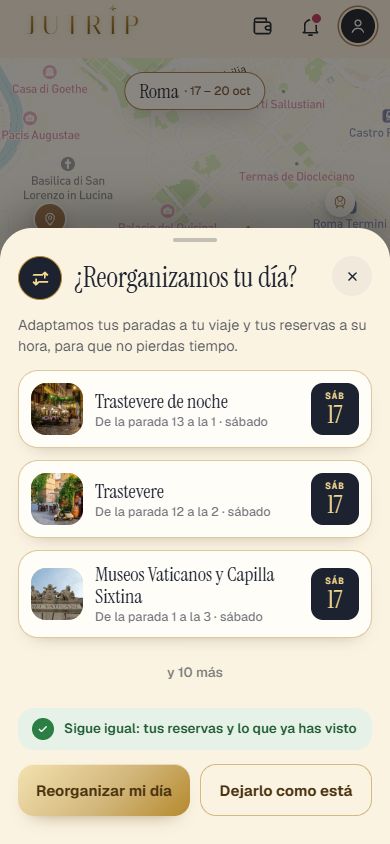 JUTRIP
Casa di Goethe
Roma · 17 – 20 oct
rti Sallustiani
Pacis Augustae
Castro P
Basilica di San
Lorenzo in Lucina
Termas de Diocleciano
Palacio del Quirinal
Roma Termini
¿Reorganizamos tu día?
Adaptamos tus paradas a tu viaje y tus reservas a su
hora, para que no pierdas tiempo.
Trastevere de noche
De la parada 13 a la 1 · sábado
SÁB
17
Trastevere
De la parada 12 a la 2 · sábado
SÁB
17
Museos Vaticanos y Capilla
Sixtina
De la parada 1 a la 3 · sábado
SÁB
17
y 10 más
Sigue igual: tus reservas y lo que ya has visto
Reorganizar mi día
Dejarlo como está